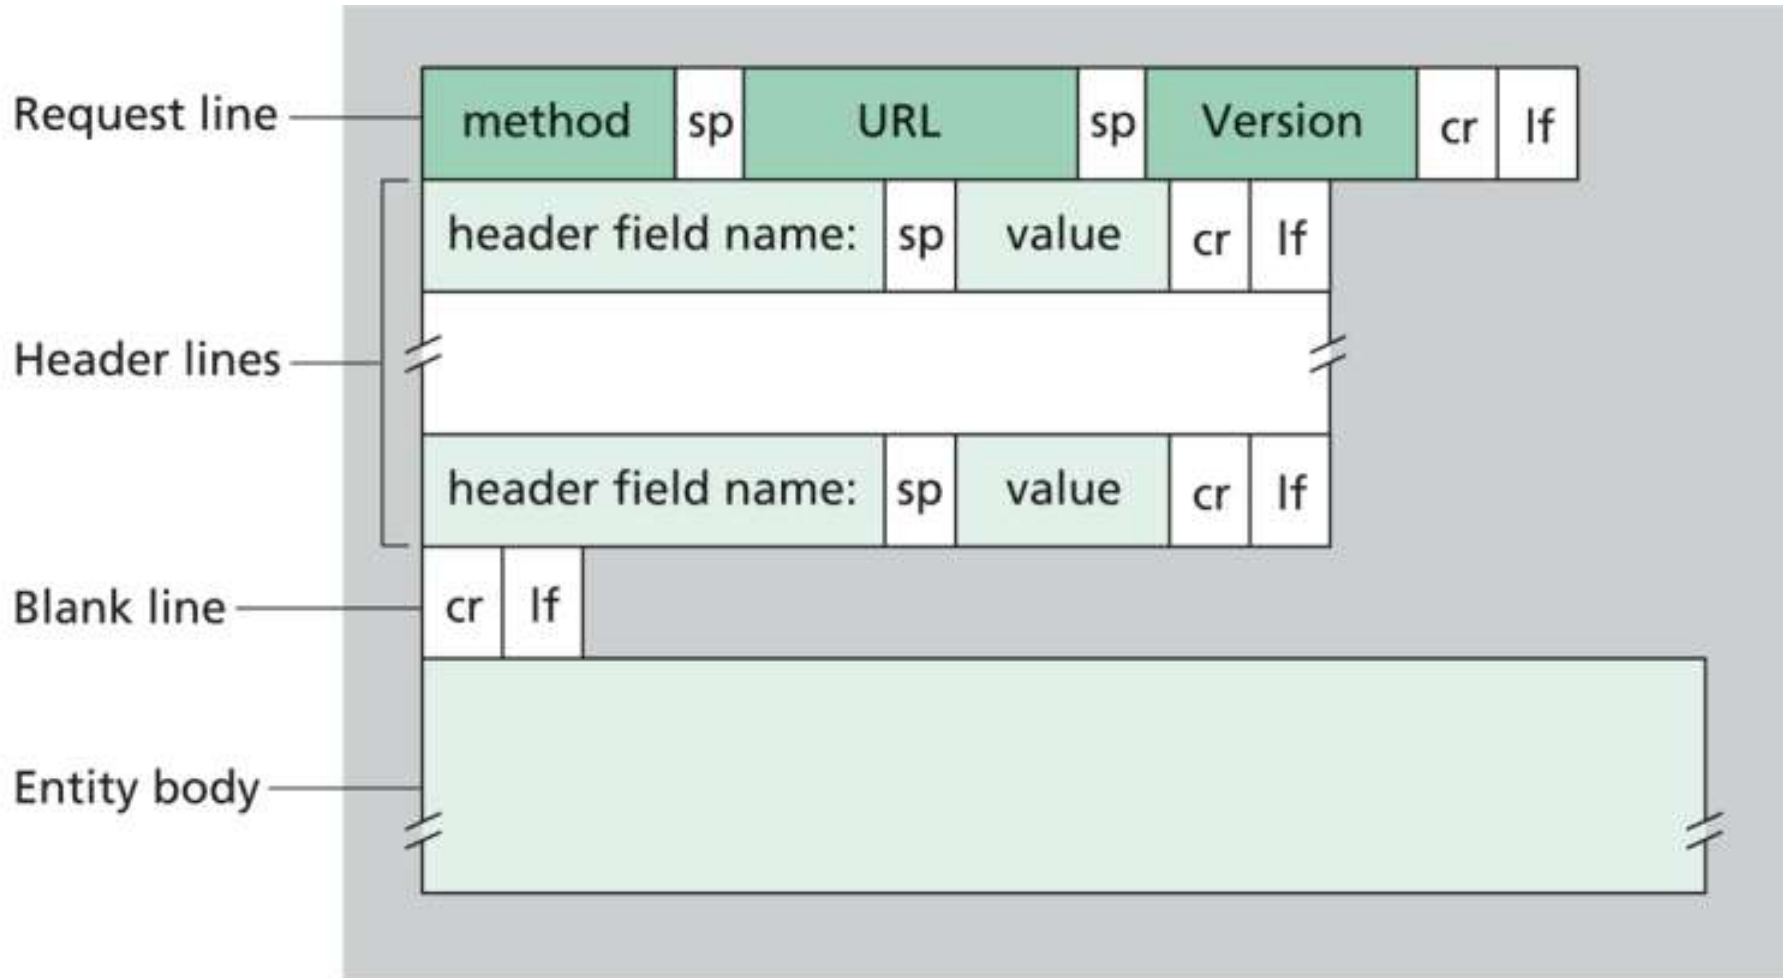 Request line method sp URL sp Version cr lf
header field name: sp value cr lf
Header lines
header field name: sp value cr lf
Blank line cr lf
Entity body